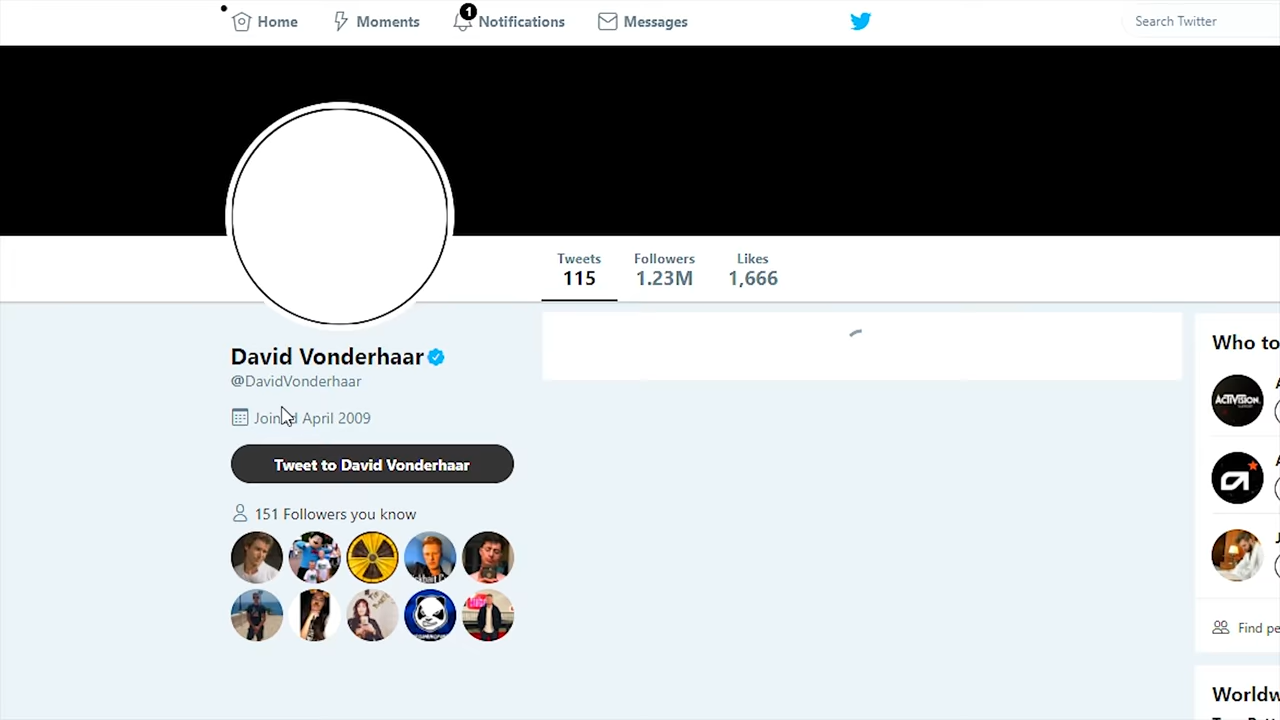 Home
Moments
1
Notifications
Messages
Search Twitter
Tweets
115
Followers
1.23M
Likes
1,666
David Vonderhaar
@DavidVonderhaar
Joined April 2009
Tweet to David Vonderhaar
151 Followers you know
Who to
ACTIVISION
Find pe
Worldw